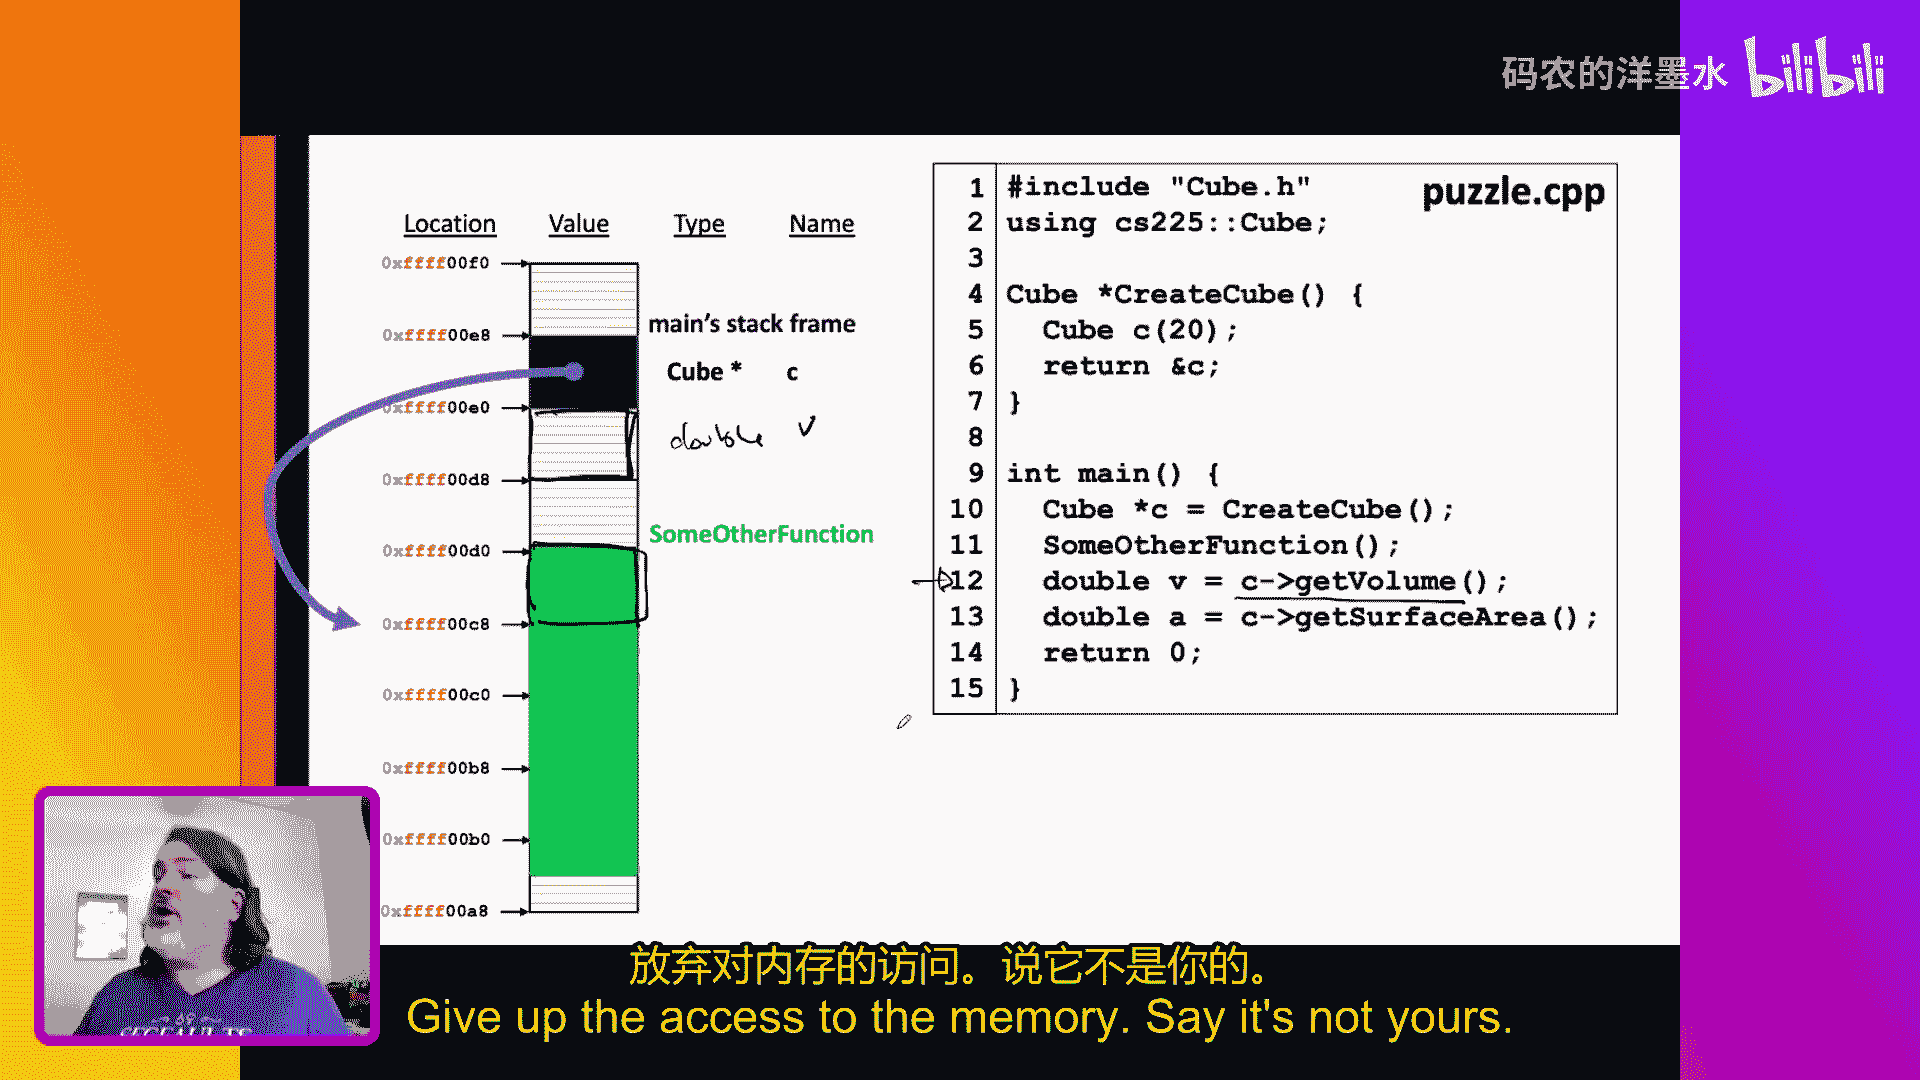 码农的洋墨水 bilibili
Location Value Type Name
0xffff00f0
main's stack frame
0xffff00e8
Cube * c
0xffff00e0
double v
0xffff00d8
SomeOtherFunction
0xffff00d0
0xffff00c8
0xffff00c0
0xffff00b8
0xffff00b0
0xffff00a8
puzzle.cpp
1 #include "Cube.h"
2 using cs225::Cube;
3
4 Cube *CreateCube() {
5 Cube c(20);
6 return &c;
7 }
8
9 int main() {
10 Cube *c = CreateCube();
11 SomeOtherFunction();
12 double v = c->getVolume();
13 double a = c->getSurfaceArea();
14 return 0;
15 }
放弃对内存的访问。说它不是你的。
Give up the access to the memory. Say it's not yours.